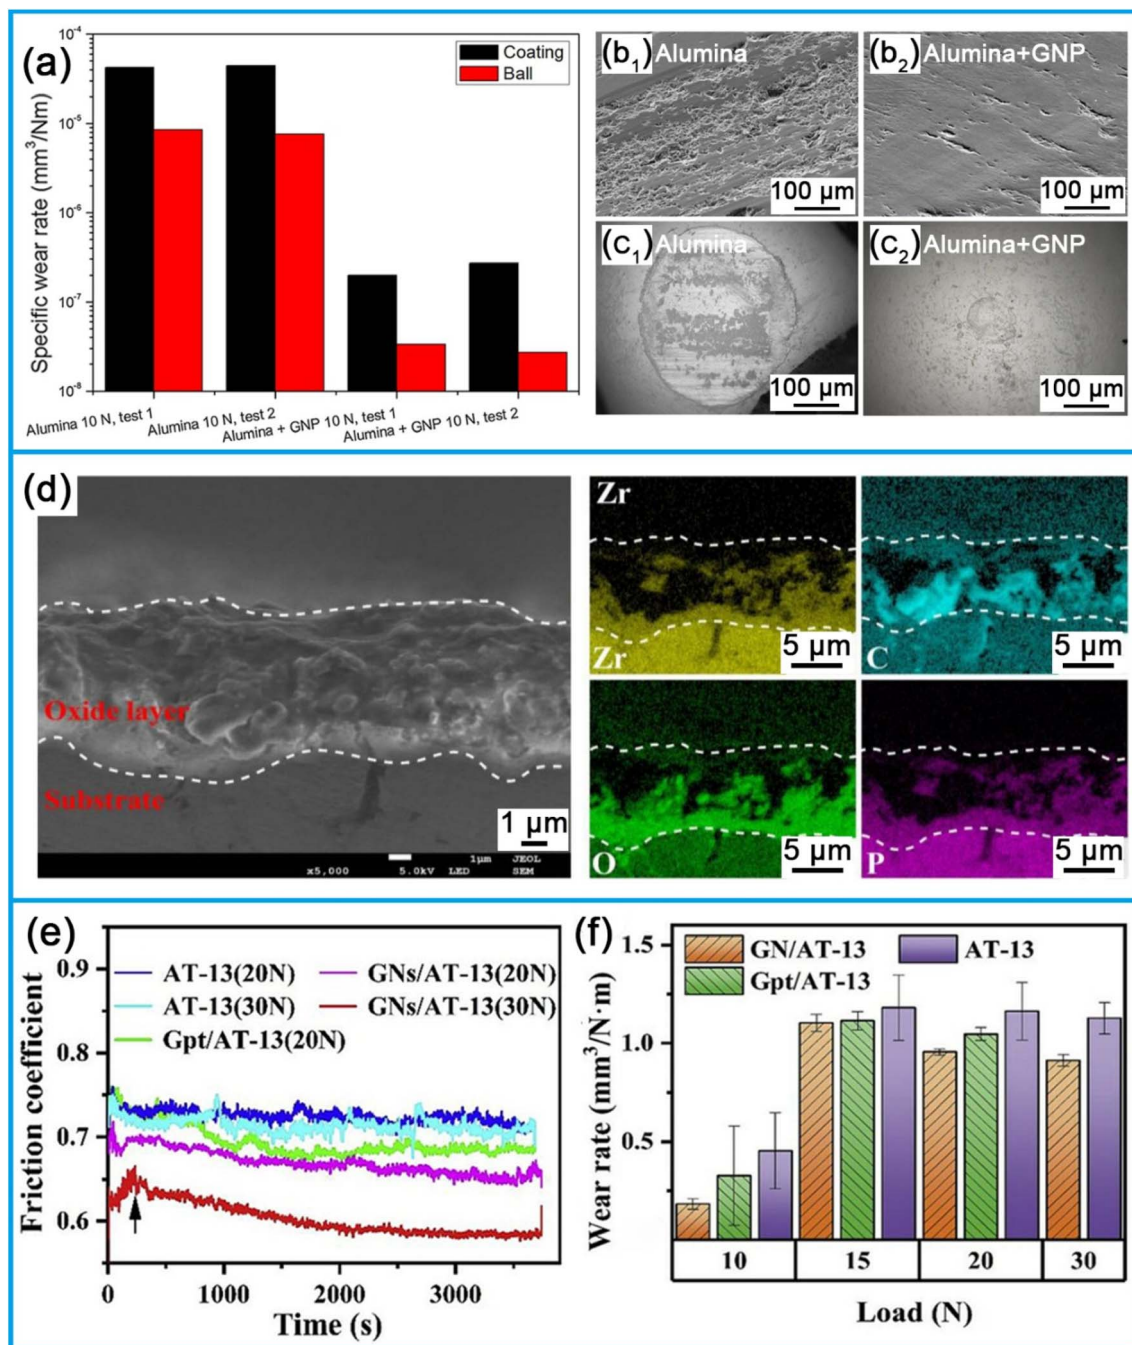 (a)
Coating
Ball
Specific wear rate (mm³/Nm)
10⁻⁴
10⁻⁵
10⁻⁶
10⁻⁷
10⁻⁸
Alumina 10 N, test 1
Alumina 10 N, test 2
Alumina + GNP 10 N, test 1
Alumina + GNP 10 N, test 2
(b₁) Alumina
100 μm
(b₂) Alumina+GNP
100 μm
(c₁) Alumina
100 μm
(c₂) Alumina+GNP
100 μm
(d)
Oxide layer
Substrate
1 μm
x5,000
5.0kV
LED
1μm
JEOL
SEM
Zr
Zr
5 μm
C
5 μm
O
5 μm
P
5 μm
(e)
AT-13(20N)
GNs/AT-13(20N)
AT-13(30N)
GNs/AT-13(30N)
Gpt/AT-13(20N)
Friction coefficient
0.9
0.8
0.7
0.6
0
1000
2000
3000
Time (s)
(f)
GN/AT-13
AT-13
Gpt/AT-13
Wear rate (mm³/N·m)
1.5
1.0
0.5
10
15
20
30
Load (N)